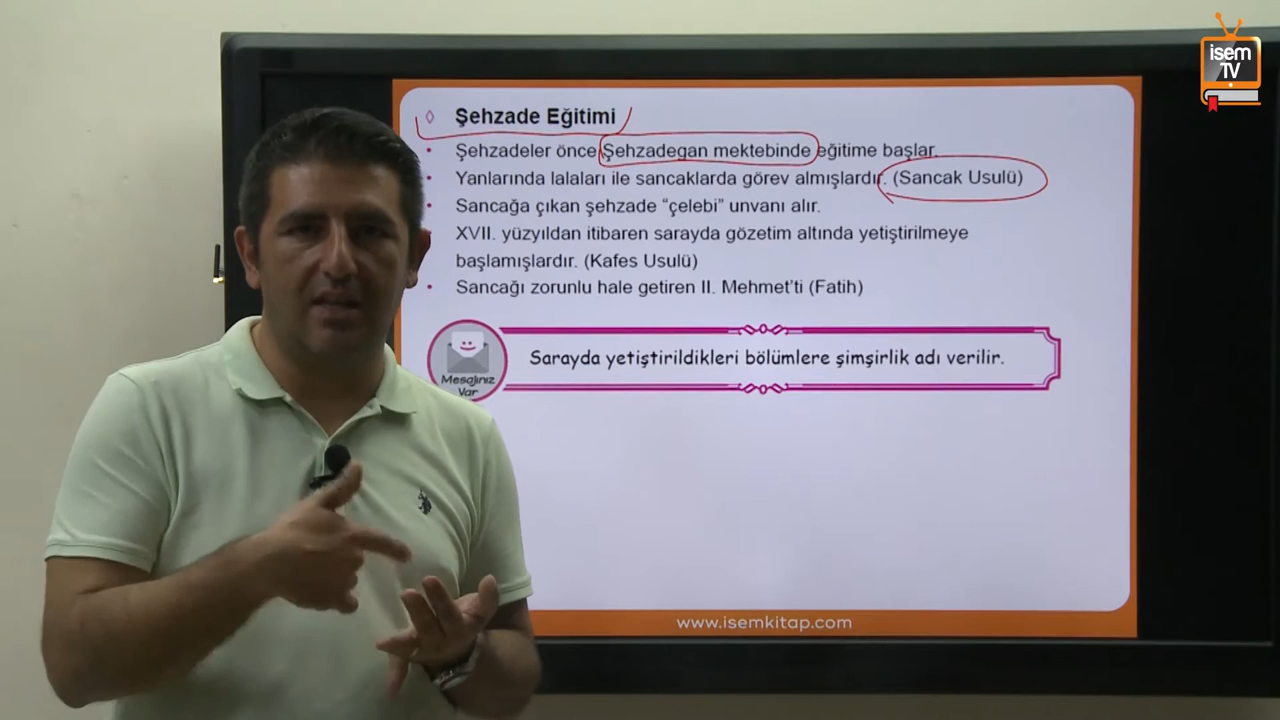 isem
TV
Şehzade Eğitimi
Şehzadeler önce Şehzadegan mektebinde eğitime başlar.
Yanlarında lalaları ile sancaklarda görev almışlardır. (Sancak Usulü)
Sancağa çıkan şehzade “çelebi” unvanı alır.
XVII. yüzyıldan itibaren sarayda gözetim altında yetiştirilmeye
başlamışlardır. (Kafes Usulü)
Sancağı zorunlu hale getiren II. Mehmet'ti (Fatih)
Mesajınız
Var
Sarayda yetiştirildikleri bölümlere şimşirlik adı verilir.
www.isemkitap.com